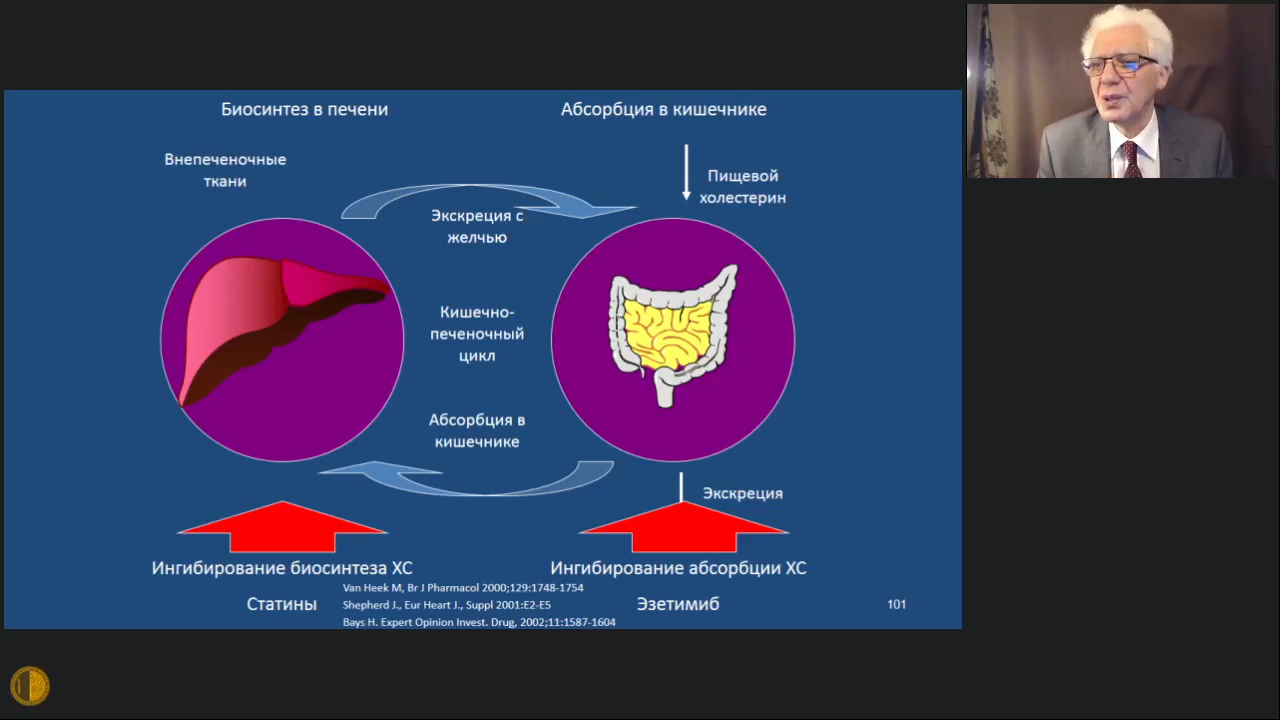 Биосинтез в печени
Абсорбция в кишечнике
Внепеченочные
ткани
Пищевой
холестерин
Экскреция с
желчью
Кишечно-
печеночный
цикл
Абсорбция в
кишечнике
Экскреция
Ингибирование биосинтеза ХС
Ингибирование абсорбции ХС
Van Heek M, Br J Pharmacol 2000;129:1748-1754
Статины
Shepherd J., Eur Heart J., Suppl 2001:E2-E5
Эзетимиб
101
Bays H. Expert Opinion Invest. Drug, 2002;11:1587-1604